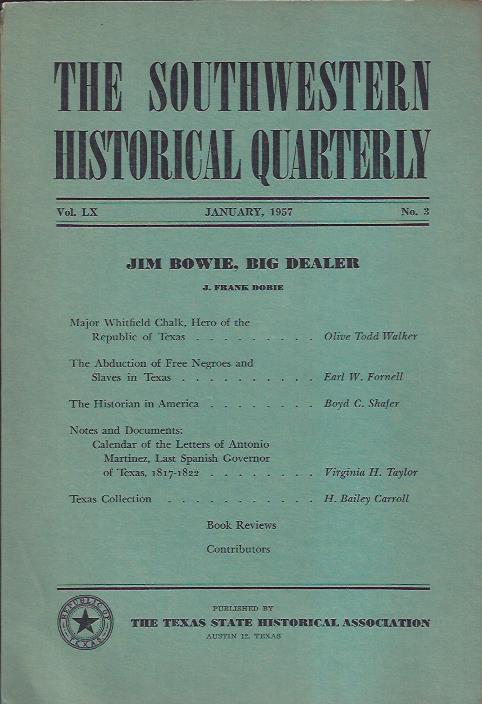 THE SOUTHWESTERN
HISTORICAL QUARTERLY
Vol. LX JANUARY, 1957 No. 3
JIM BOWIE, BIG DEALER
J. FRANK DOBIE
Major Whitfield Chalk, Hero of the
Republic of Texas . . . . . . . . . Olive Todd Walker
The Abduction of Free Negroes and
Slaves in Texas . . . . . . . . . . Earl W. Fornell
The Historian in America . . . . . . . Boyd C. Shafer
Notes and Documents:
Calendar of the Letters of Antonio
Martinez, Last Spanish Governor
of Texas, 1817-1822 . . . . . . . . Virginia H. Taylor
Texas Collection . . . . . . . . . . . H. Bailey Carroll
Book Reviews
Contributors
REPUBLIC OF
TEXAS
PUBLISHED BY
THE TEXAS STATE HISTORICAL ASSOCIATION
AUSTIN 12, TEXAS